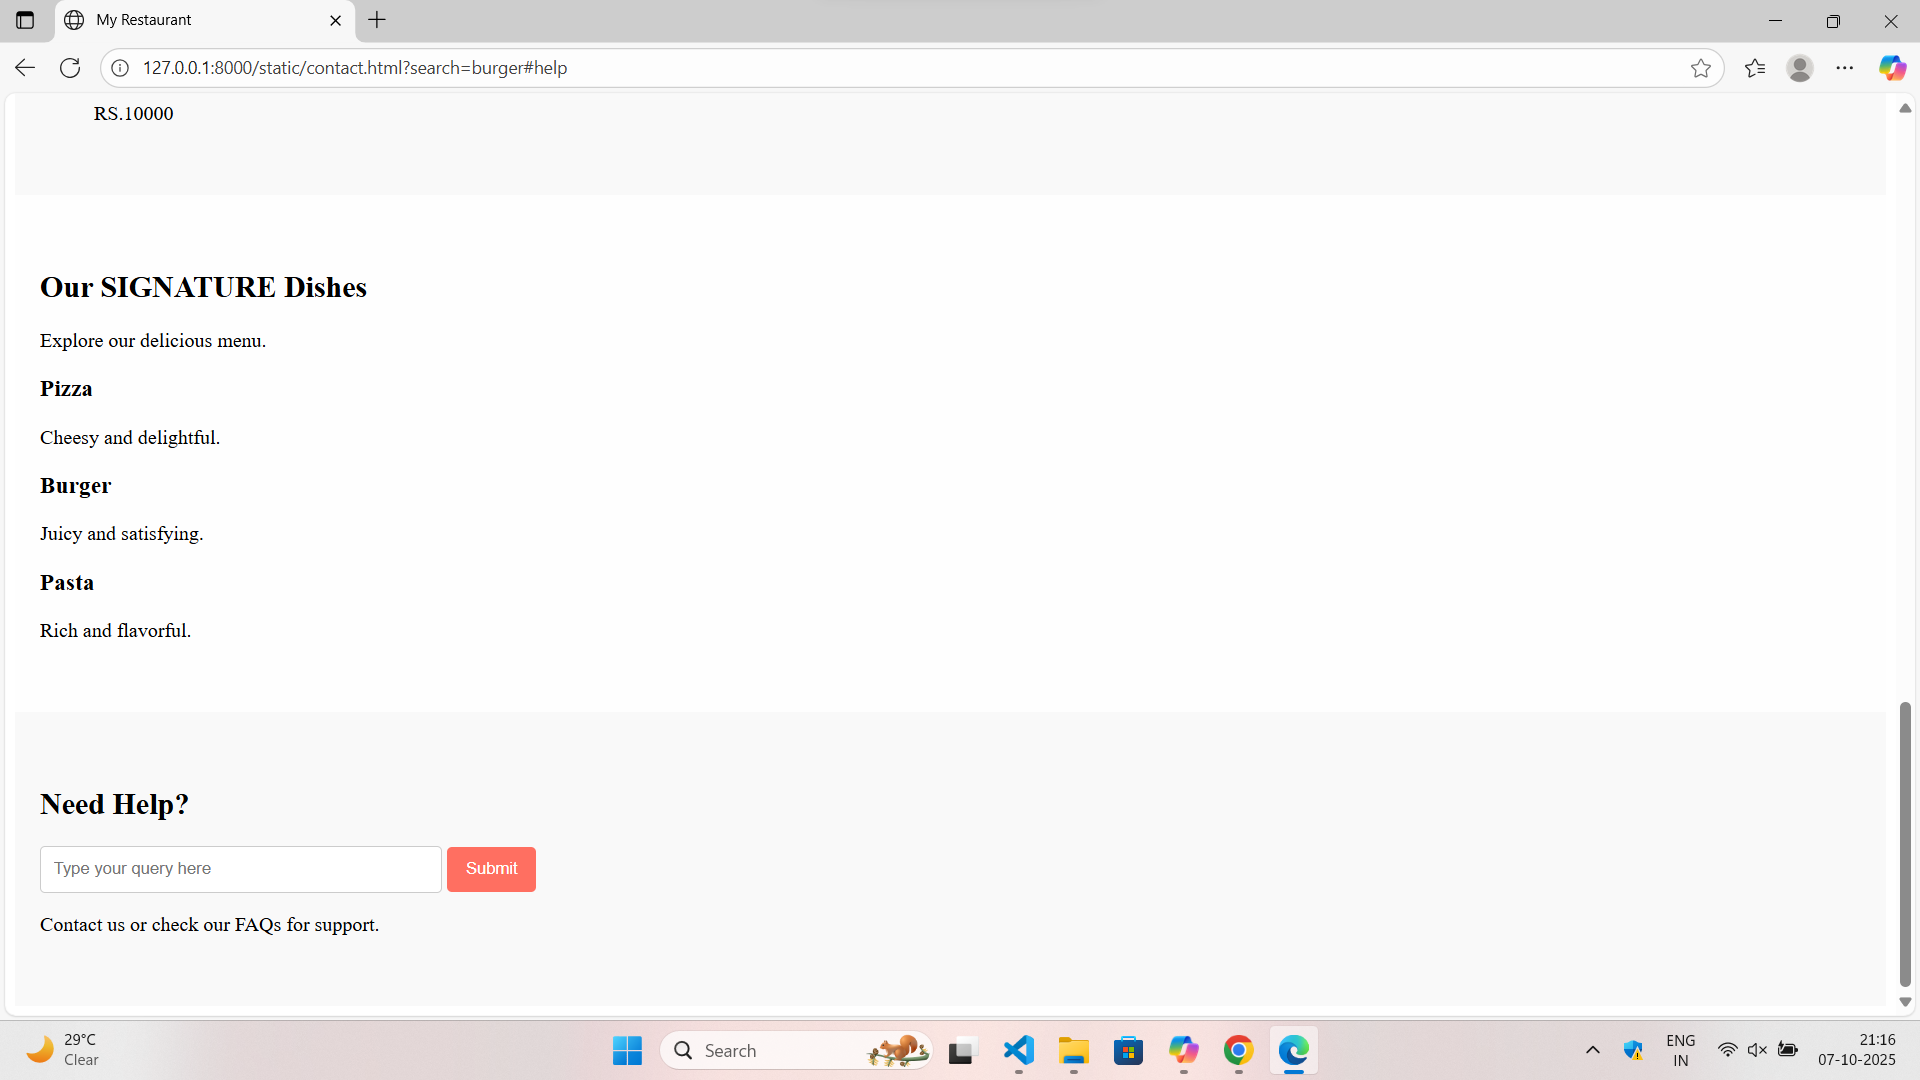 My Restaurant
127.0.0.1:8000/static/contact.html?search=burger#help
RS.10000
Our SIGNATURE Dishes
Explore our delicious menu.
Pizza
Cheesy and delightful.
Burger
Juicy and satisfying.
Pasta
Rich and flavorful.
Need Help?
Type your query here
Submit
Contact us or check our FAQs for support.
29°C
Clear
Search
ENG
IN
21:16
07-10-2025